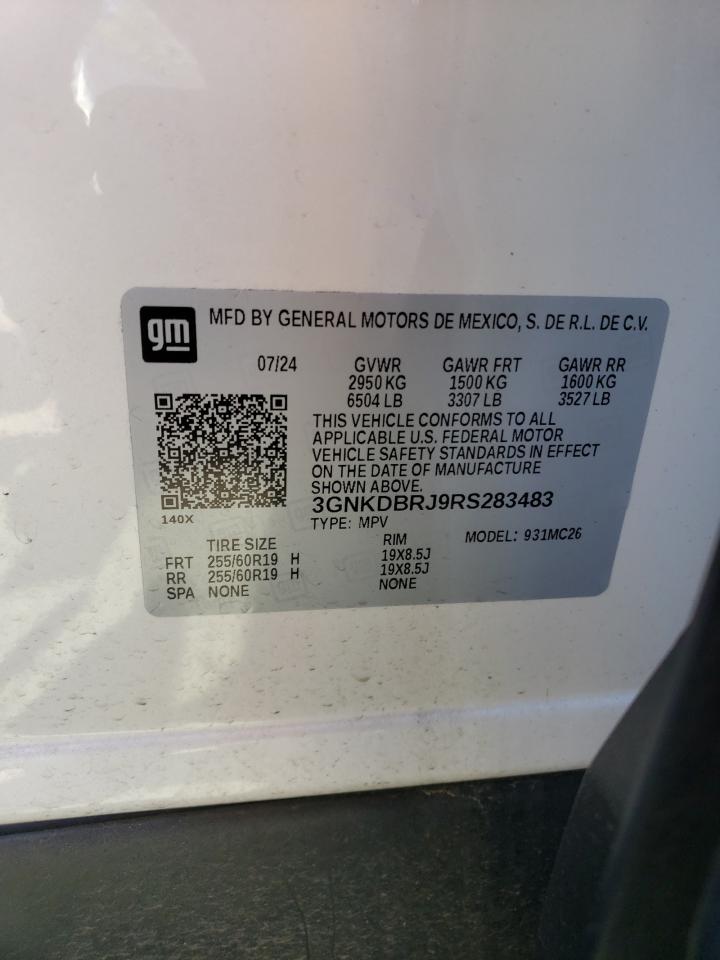 gm
MFD BY GENERAL MOTORS DE MEXICO, S. DE R.L. DE C.V.
07/24 GVWR GAWR FRT GAWR RR
2950 KG 1500 KG 1600 KG
6504 LB 3307 LB 3527 LB
THIS VEHICLE CONFORMS TO ALL
APPLICABLE U.S. FEDERAL MOTOR
VEHICLE SAFETY STANDARDS IN EFFECT
ON THE DATE OF MANUFACTURE
SHOWN ABOVE.
3GNKDBRJ9RS283483
140X
TYPE: MPV MODEL: 931MC26
TIRE SIZE RIM
FRT 255/60R19 H 19X8.5J
RR 255/60R19 H 19X8.5J
SPA NONE NONE